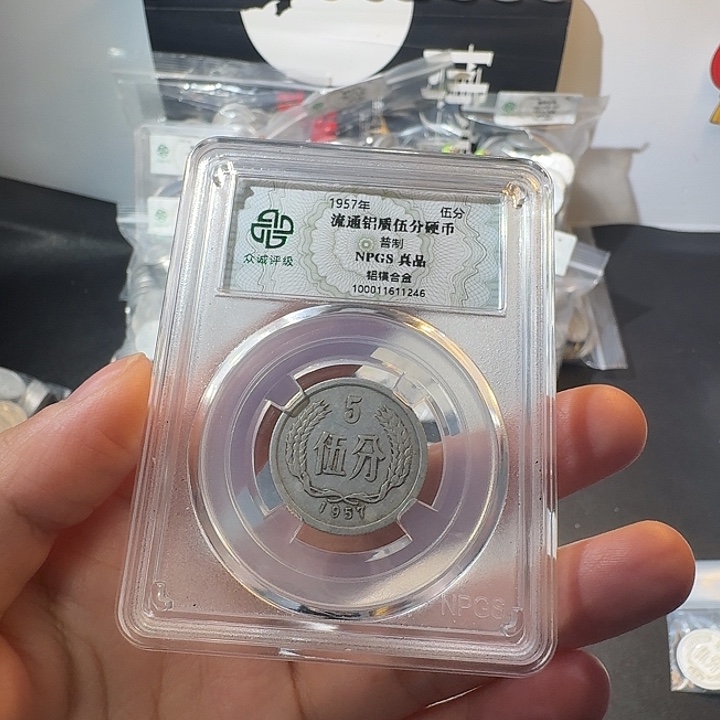 1957年 伍分
流通铝质伍分硬币
普制
NPGS 真品
铝镁合金
100011611246
众诚评级
5
伍分
1957
NPGS